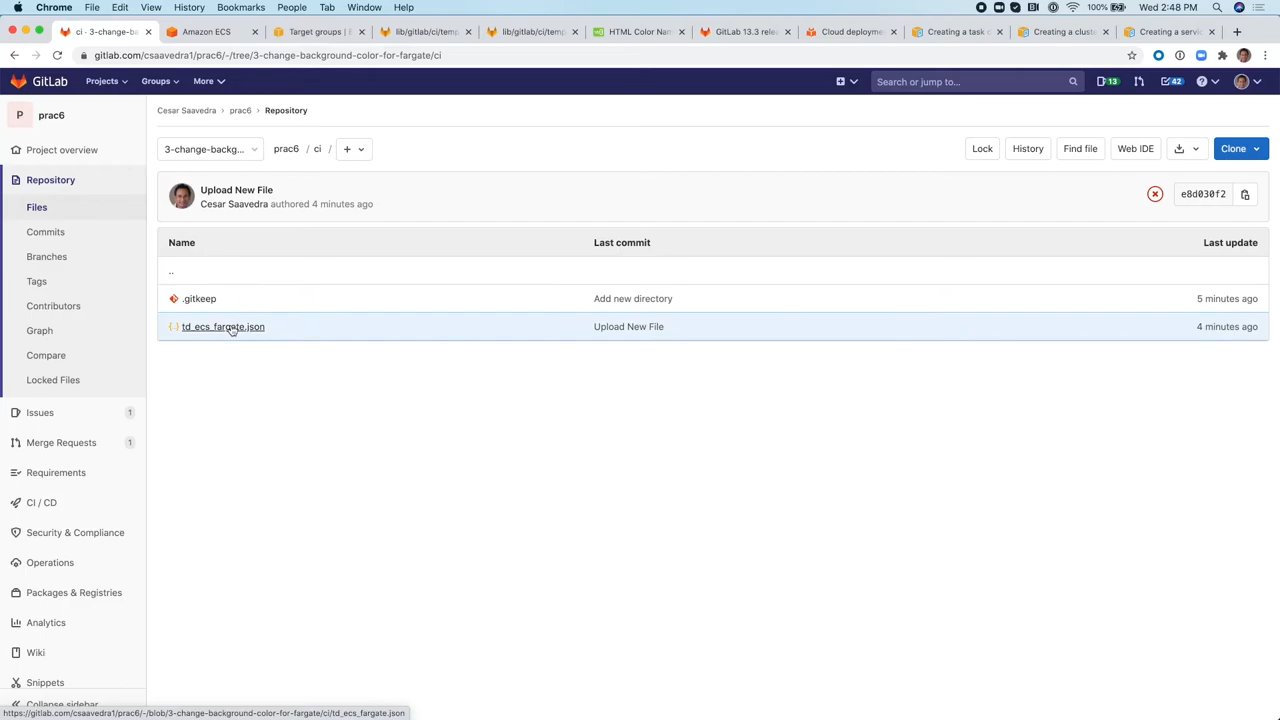 Chrome File Edit View History Bookmarks People Tab Window Help 100% Wed 2:48 PM
ci · 3-change-ba Amazon ECS Target groups | E lib/gitlab/ci/temp lib/gitlab/ci/temp HTML Color Nan GitLab 13.3 relea Cloud deployme Creating a task c Creating a cluste Creating a servic
gitlab.com/csaavedra1/prac6/-/tree/3-change-background-color-for-fargate/ci
GitLab Projects Groups More Search or jump to... 13 42
P prac6
Cesar Saavedra › prac6 › Repository
3-change-backg... prac6 / ci / + Lock History Find file Web IDE Clone
Project overview
Repository
Files
Commits
Branches
Tags
Contributors
Graph
Compare
Locked Files
Issues 1
Merge Requests 1
Requirements
CI / CD
Security & Compliance
Operations
Packages & Registries
Analytics
Wiki
Snippets
Collapse sidebar
Upload New File
Cesar Saavedra authored 4 minutes ago
e8d030f2
Name Last commit Last update
..
.gitkeep Add new directory 5 minutes ago
td_ecs_fargate.json Upload New File 4 minutes ago
https://gitlab.com/csaavedra1/prac6/-/blob/3-change-background-color-for-fargate/ci/td_ecs_fargate.json